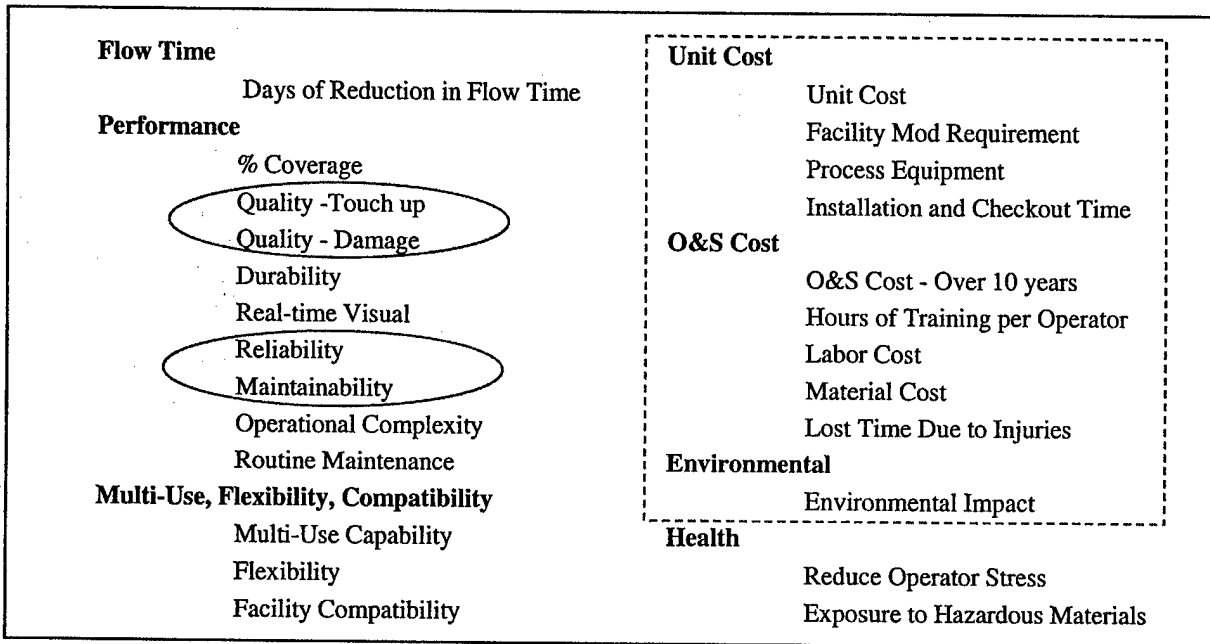 Flow Time
Days of Reduction in Flow Time
Performance
% Coverage
Quality -Touch up
Quality - Damage
Durability
Real-time Visual
Reliability
Maintainability
Operational Complexity
Routine Maintenance
Multi-Use, Flexibility, Compatibility
Multi-Use Capability
Flexibility
Facility Compatibility
Unit Cost
Unit Cost
Facility Mod Requirement
Process Equipment
Installation and Checkout Time
O&S Cost
O&S Cost - Over 10 years
Hours of Training per Operator
Labor Cost
Material Cost
Lost Time Due to Injuries
Environmental
Environmental Impact
Health
Reduce Operator Stress
Exposure to Hazardous Materials